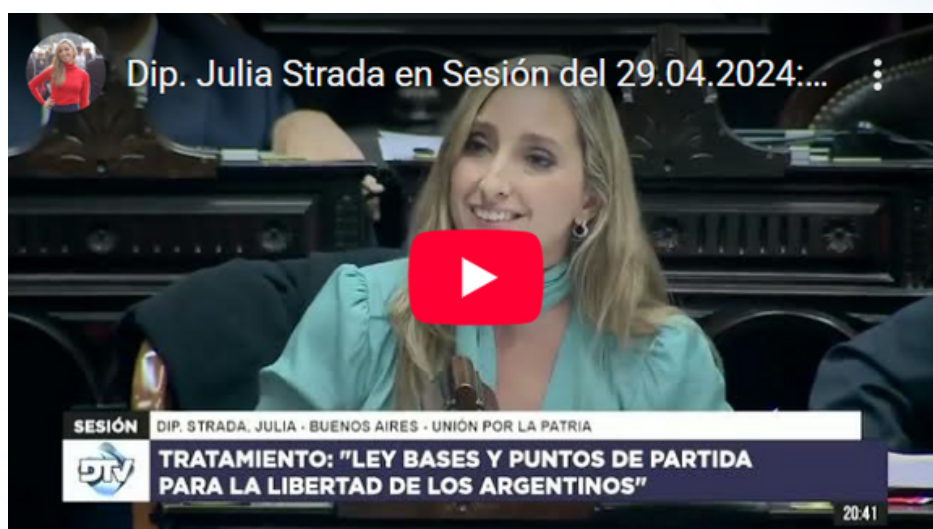 Dip. Julia Strada en Sesión del 29.04.2024:...
SESIÓN
DIP. STRADA, JULIA - BUENOS AIRES - UNIÓN POR LA PATRIA
DTV
TRATAMIENTO: "LEY BASES Y PUNTOS DE PARTIDA
PARA LA LIBERTAD DE LOS ARGENTINOS"
20:41